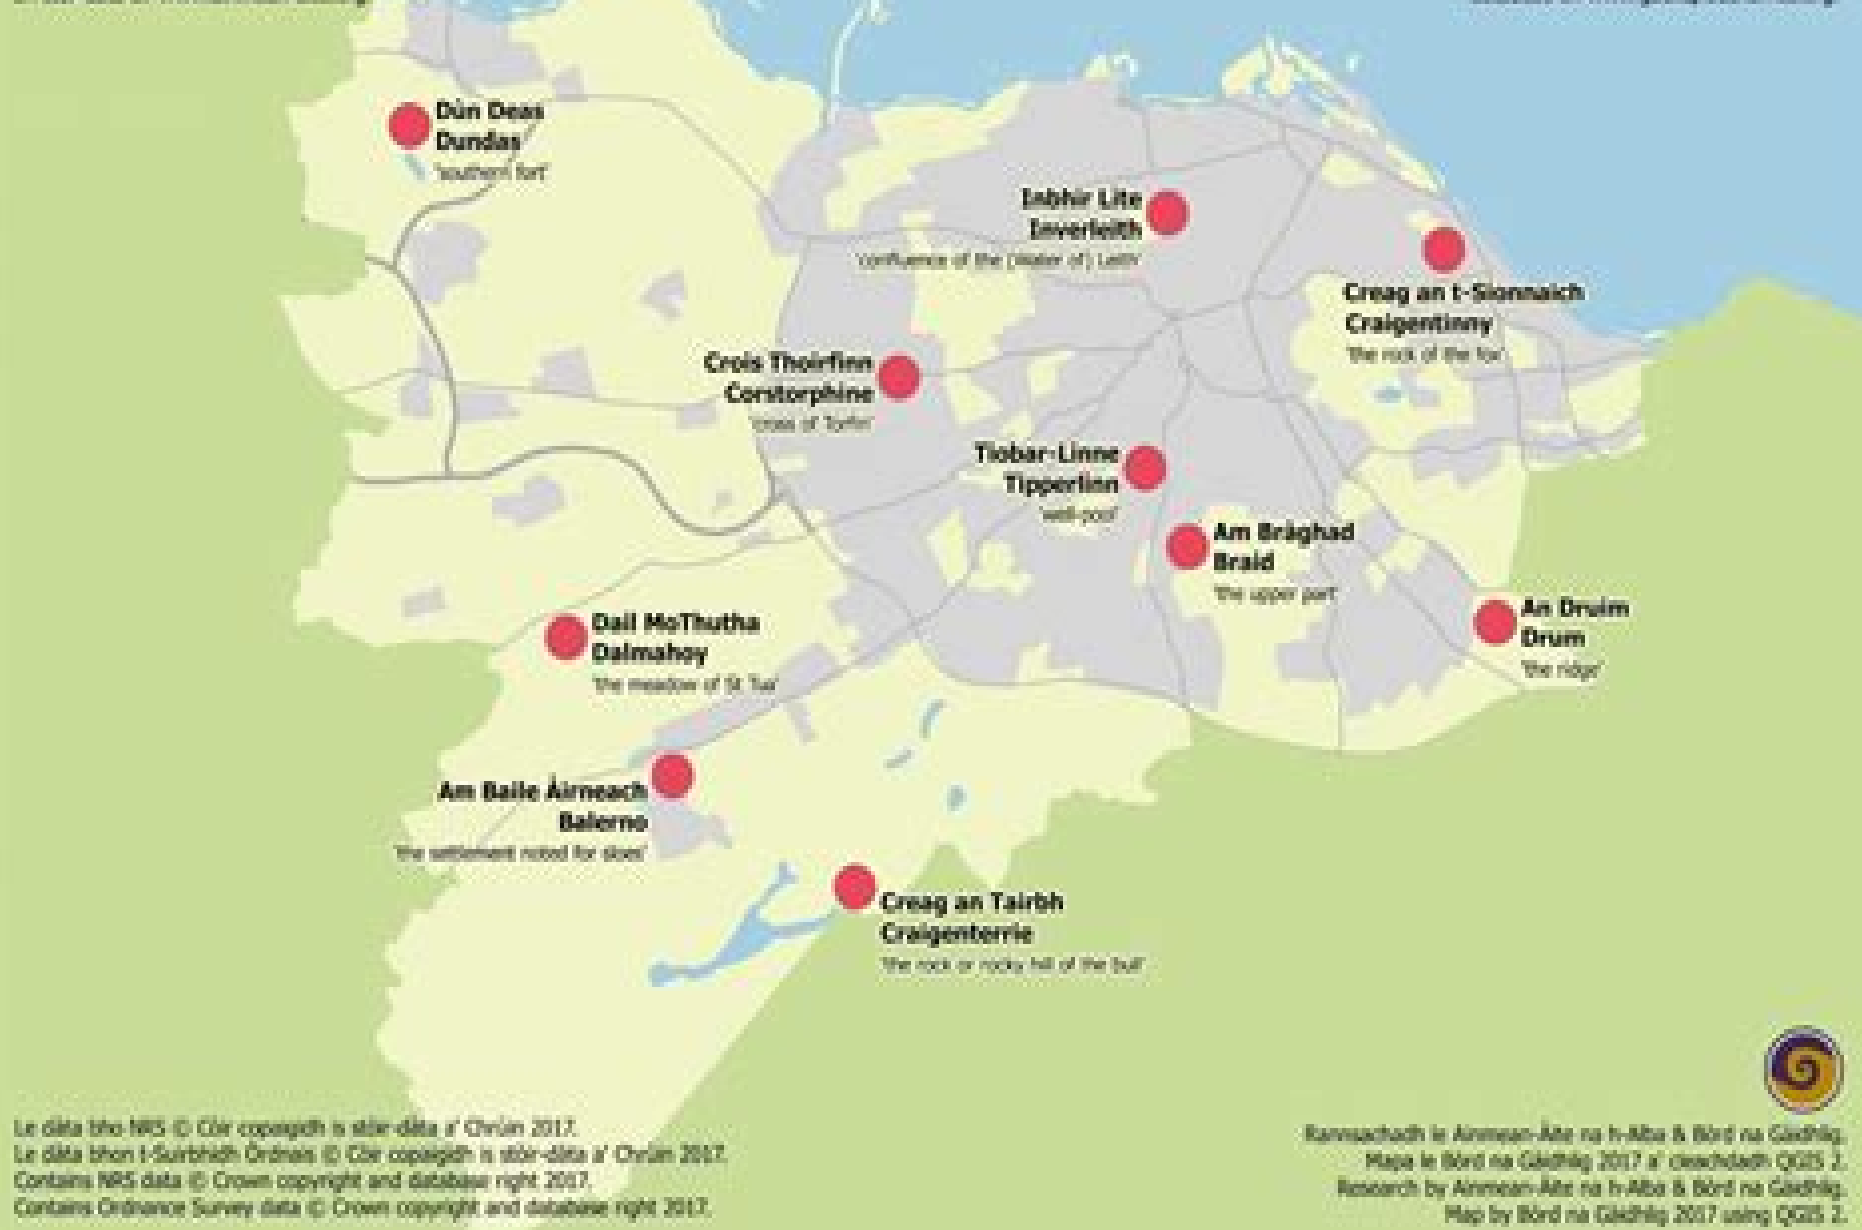 Dùn Deas
Dundas
'southern fort'
Inbhir Lìte
Inverleith
'confluence of the (Water of) Leith'
Creag an t-Sionnaich
Craigentinny
'the rock of the fox'
Crois Thoirfinn
Corstorphine
'cross of Torfin'
Tiobar-Linne
Tipperlinn
'well-pool'
Am Bràghad
Braid
'the upper part'
An Druim
Drum
'the ridge'
Dail MoThutha
Dalmahoy
'the meadow of St Tua'
Am Baile Àirneach
Balerno
'the settlement noted for sloes'
Creag an Tairbh
Craigenterrie
'the rock or rocky hill of the bull'
Le dàta bho NRS © Còir copaigidh is stòr-dàta a' Chrùin 2017.
Le dàta bhon t-Suirbhidh Òrdnais © Còir copaigidh is stòr-dàta a' Chrùin 2017.
Contains NRS data © Crown copyright and database right 2017.
Contains Ordnance Survey data © Crown copyright and database right 2017.
Rannsachadh le Ainmean-Àite na h-Alba & Bòrd na Gàidhlig.
Mapa le Bòrd na Gàidhlig 2017 a' cleachdadh QGIS 2.
Research by Ainmean-Àite na h-Alba & Bòrd na Gàidhlig.
Map by Bòrd na Gàidhlig 2017 using QGIS 2.